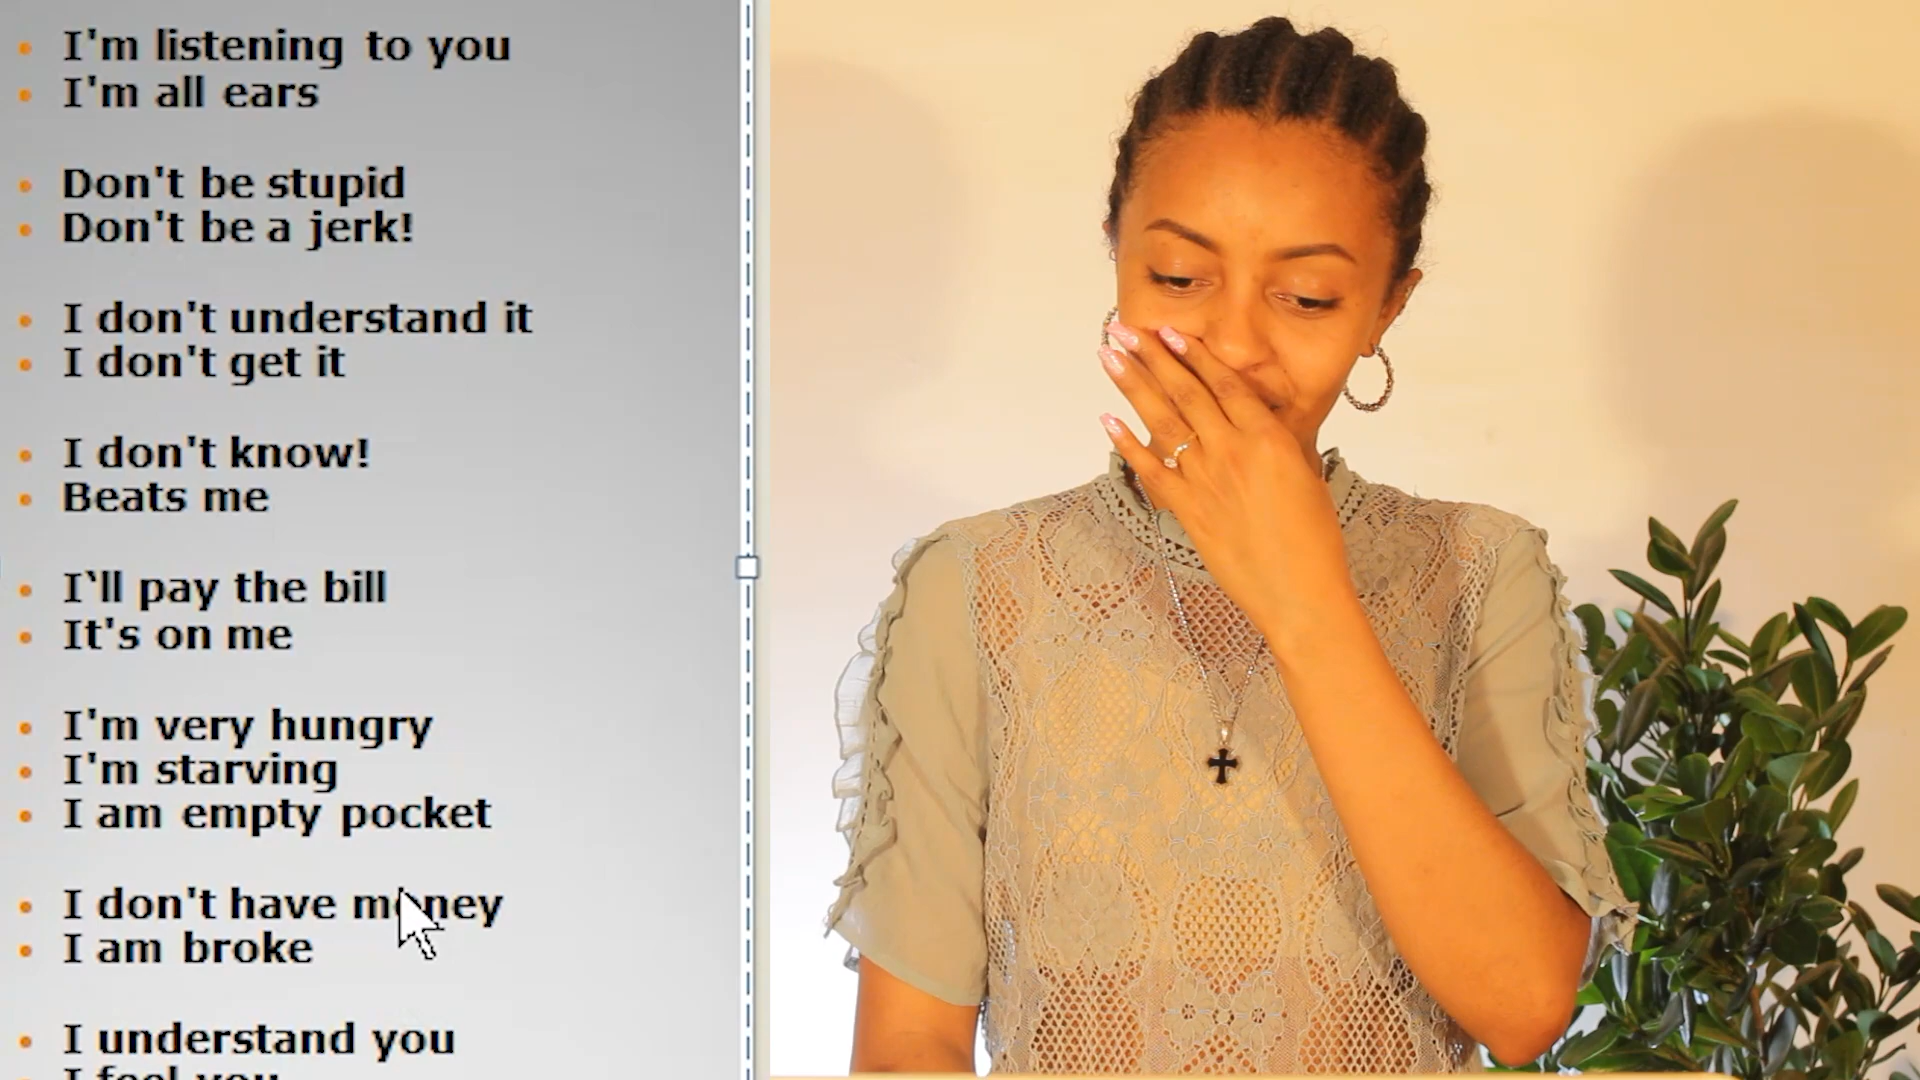 I'm listening to you
I'm all ears
Don't be stupid
Don't be a jerk!
I don't understand it
I don't get it
I don't know!
Beats me
I`ll pay the bill
It's on me
I'm very hungry
I'm starving
I am empty pocket
I don't have money
I am broke
I understand you
I feel you